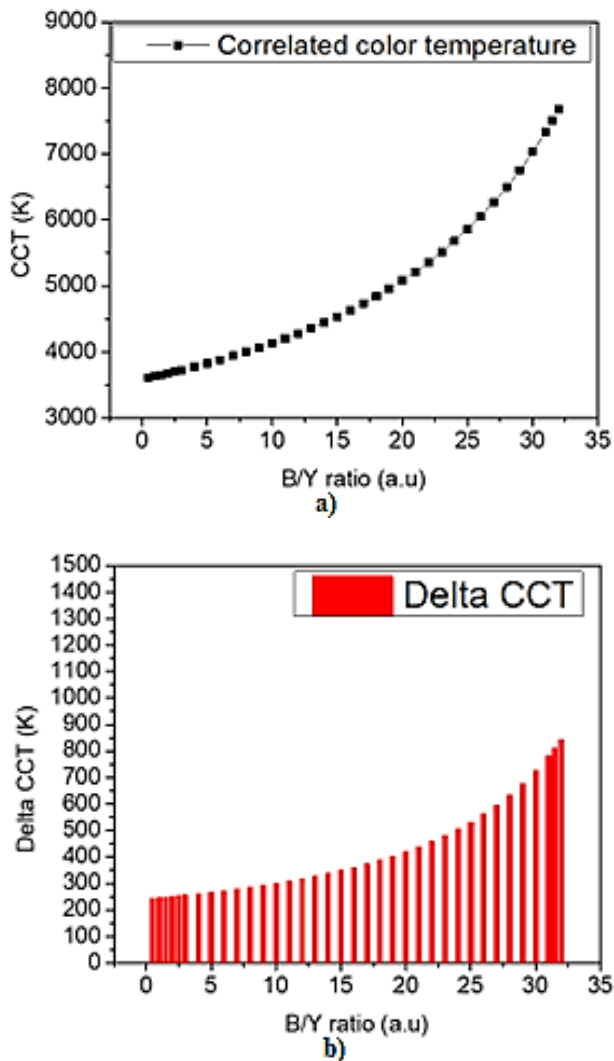 9000
Correlated color temperature
8000
7000
6000
5000
4000
3000
CCT (K)
0 5 10 15 20 25 30 35
B/Y ratio (a.u)
a)
1500
Delta CCT
1400
1300
1200
1100
1000
900
800
700
600
500
400
300
200
100
0
Delta CCT (K)
0 5 10 15 20 25 30 35
B/Y ratio (a.u)
b)